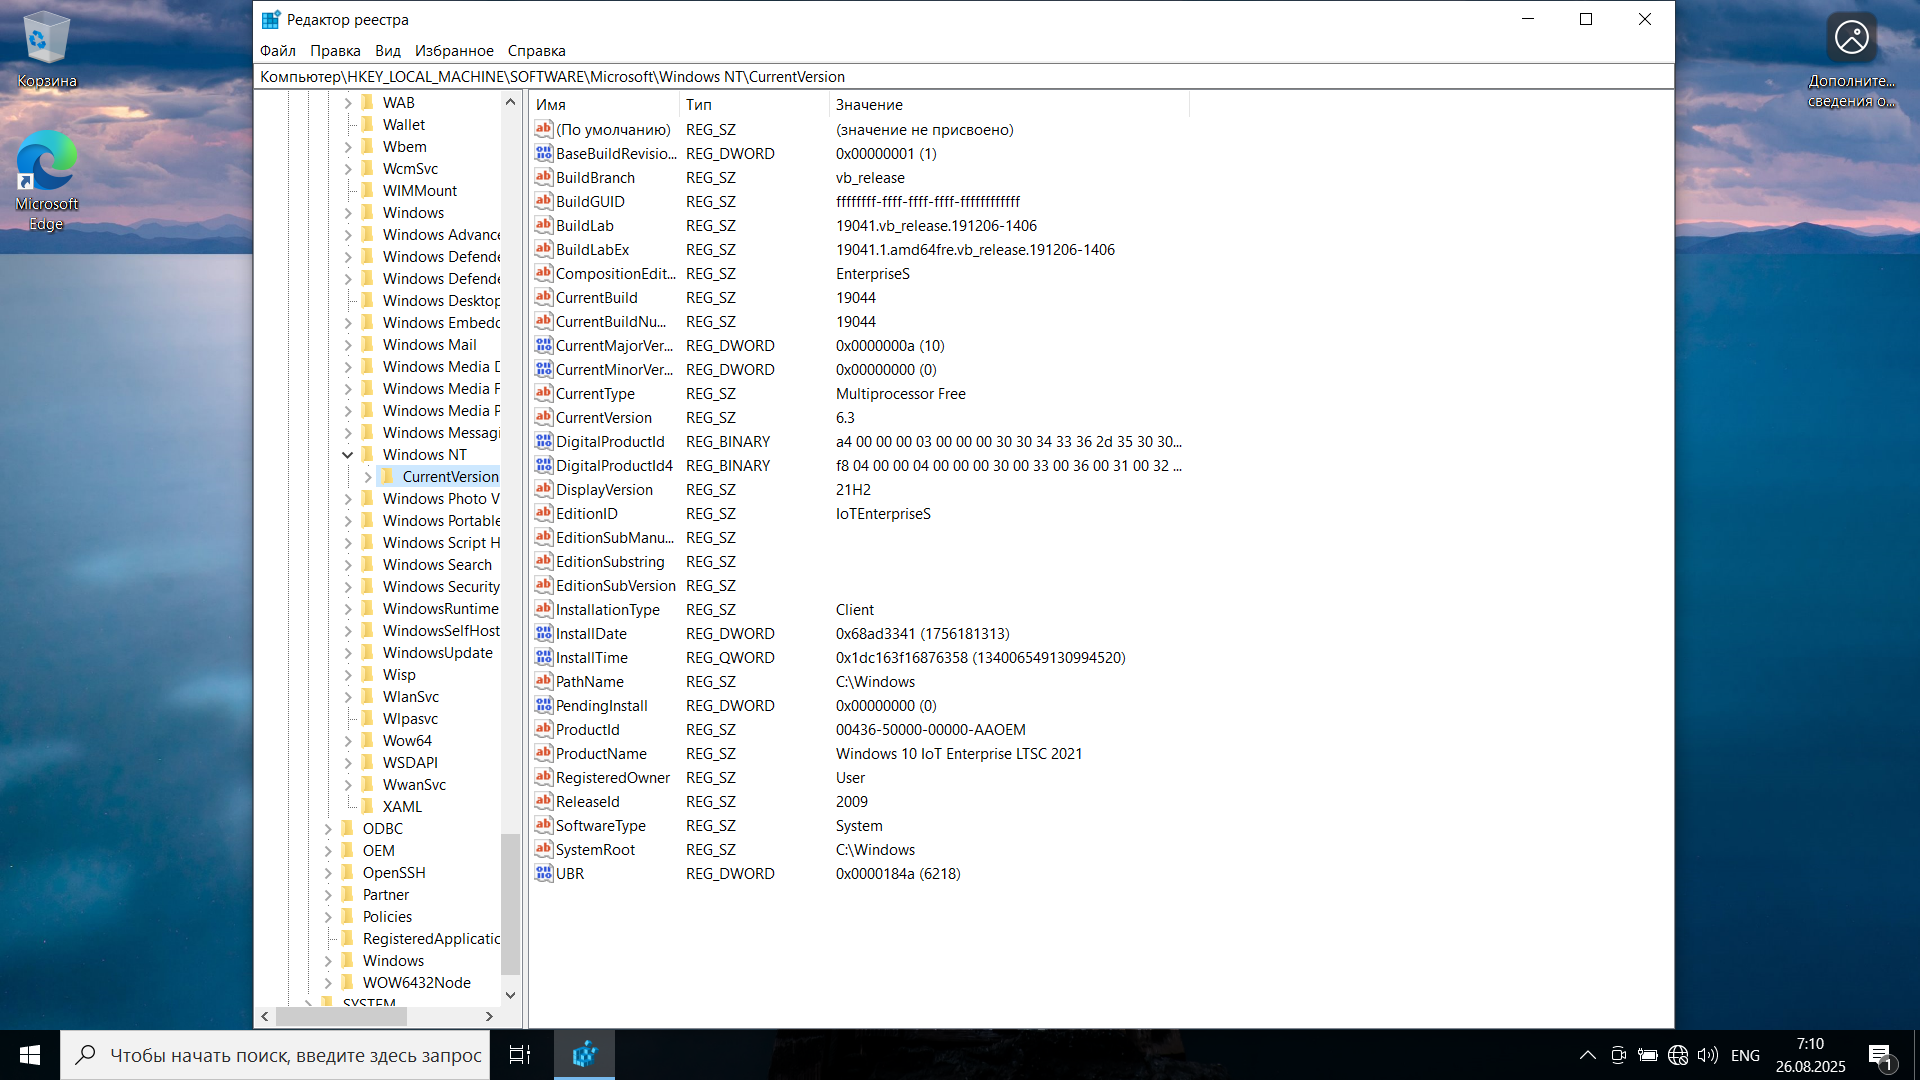 Корзина
Microsoft
Edge
Дополните...
сведения о...
Редактор реестра
Файл Правка Вид Избранное Справка
Компьютер\HKEY_LOCAL_MACHINE\SOFTWARE\Microsoft\Windows NT\CurrentVersion
WAB
Wallet
Wbem
WcmSvc
WIMMount
Windows
Windows Advance
Windows Defende
Windows Defende
Windows Desktop
Windows Embedd
Windows Mail
Windows Media D
Windows Media F
Windows Media P
Windows Messagi
Windows NT
CurrentVersion
Windows Photo V
Windows Portable
Windows Script H
Windows Search
Windows Security
WindowsRuntime
WindowsSelfHost
WindowsUpdate
Wisp
WlanSvc
Wlpasvc
Wow64
WSDAPI
WwanSvc
XAML
ODBC
OEM
OpenSSH
Partner
Policies
RegisteredApplicatic
Windows
WOW6432Node
SYSTEM
Имя Тип Значение
(По умолчанию) REG_SZ (значение не присвоено)
BaseBuildRevisio... REG_DWORD 0x00000001 (1)
BuildBranch REG_SZ vb_release
BuildGUID REG_SZ ffffffff-ffff-ffff-ffff-ffffffffffff
BuildLab REG_SZ 19041.vb_release.191206-1406
BuildLabEx REG_SZ 19041.1.amd64fre.vb_release.191206-1406
CompositionEdit... REG_SZ EnterpriseS
CurrentBuild REG_SZ 19044
CurrentBuildNu... REG_SZ 19044
CurrentMajorVer... REG_DWORD 0x0000000a (10)
CurrentMinorVer... REG_DWORD 0x00000000 (0)
CurrentType REG_SZ Multiprocessor Free
CurrentVersion REG_SZ 6.3
DigitalProductId REG_BINARY a4 00 00 00 03 00 00 00 30 30 34 33 36 2d 35 30 30...
DigitalProductId4 REG_BINARY f8 04 00 00 04 00 00 00 30 00 33 00 36 00 31 00 32 ...
DisplayVersion REG_SZ 21H2
EditionID REG_SZ IoTEnterpriseS
EditionSubManu... REG_SZ
EditionSubstring REG_SZ
EditionSubVersion REG_SZ
InstallationType REG_SZ Client
InstallDate REG_DWORD 0x68ad3341 (1756181313)
InstallTime REG_QWORD 0x1dc163f16876358 (134006549130994520)
PathName REG_SZ C:\Windows
PendingInstall REG_DWORD 0x00000000 (0)
ProductId REG_SZ 00436-50000-00000-AAOEM
ProductName REG_SZ Windows 10 IoT Enterprise LTSC 2021
RegisteredOwner REG_SZ User
ReleaseId REG_SZ 2009
SoftwareType REG_SZ System
SystemRoot REG_SZ C:\Windows
UBR REG_DWORD 0x0000184a (6218)
Чтобы начать поиск, введите здесь запрос
ENG
7:10
26.08.2025
1